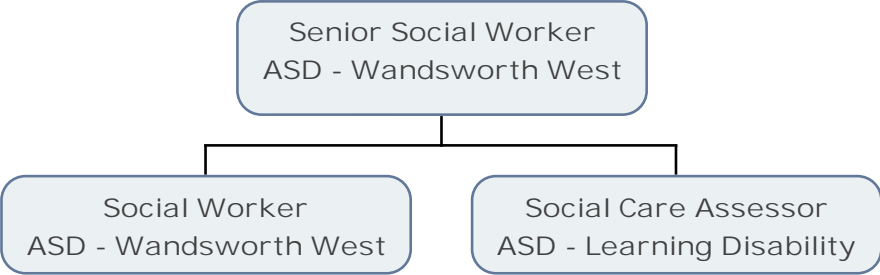 Senior Social Worker
ASD - Wandsworth West
Social Worker
ASD - Wandsworth West
Social Care Assessor
ASD - Learning Disability